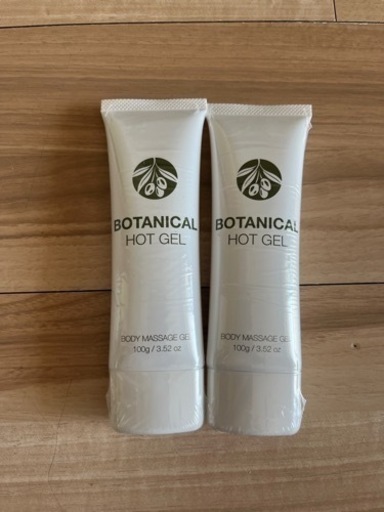 BOTANICAL
HOT GEL
BODY MASSAGE GEL
100g / 3.52 oz
BOTANICAL
HOT GEL
BODY MASSAGE GEL
100g / 3.52 oz